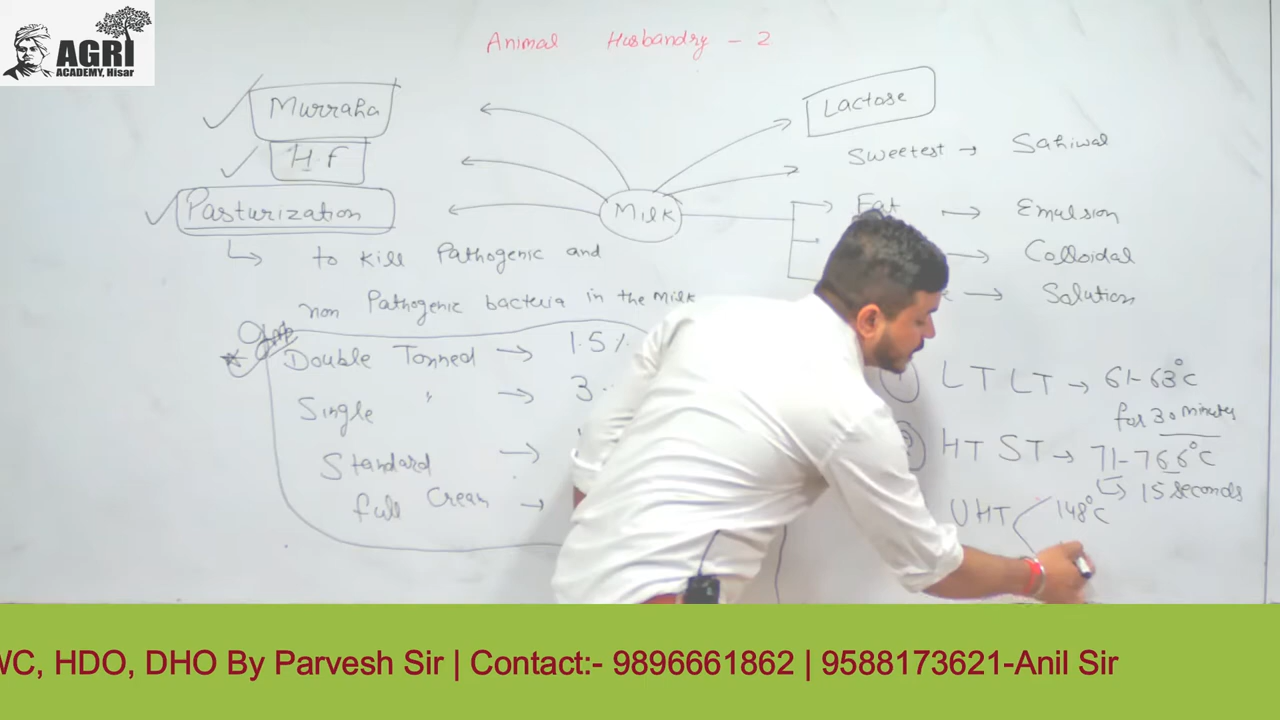 AGRI
ACADEMY, Hisar
Animal Husbandry - 2
Murraha
H.F
Pasturization
to kill Pathogenic and
non Pathogenic bacteria in the milk
Double Tonned → 1.5%
Single " → 3.
Standard →
full Cream →
Milk
Lactose
Sweetest → Sahiwal
Fat → Emulsion
→ Colloidal
→ Solution
LTLT → 61-63°C
for 30 minutes
HTST → 71-766°C
15 seconds
UHT 148°C
WC, HDO, DHO By Parvesh Sir | Contact:- 9896661862 | 9588173621-Anil Sir